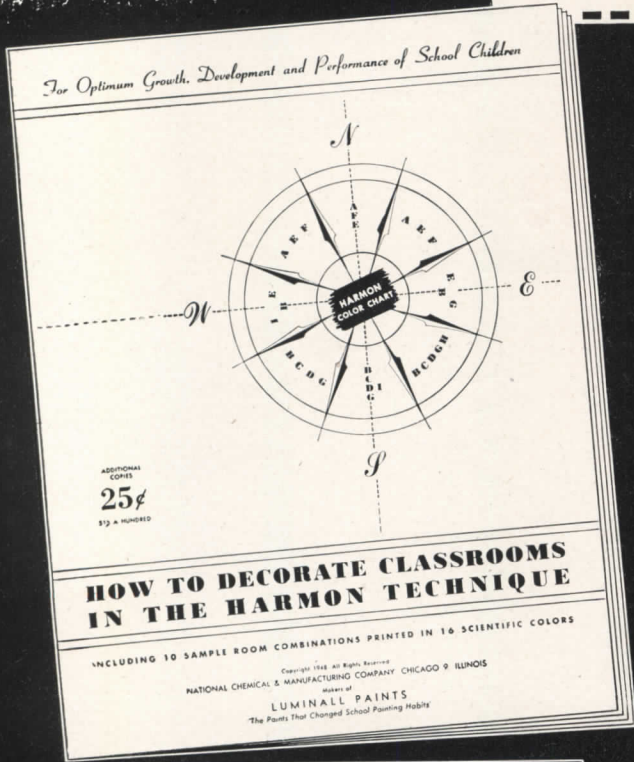 For Optimum Growth, Development and Performance of School Children
N
A F E
A E F
A E F
E B G
W
HARMON
COLOR CHART
E
I B E
B C D G
B C D G I
B C D G H
S
ADDITIONAL
COPIES
25¢
A HUNDRED
HOW TO DECORATE CLASSROOMS
IN THE HARMON TECHNIQUE
INCLUDING 10 SAMPLE ROOM COMBINATIONS PRINTED IN 16 SCIENTIFIC COLORS
Copyright All Rights Reserved
NATIONAL CHEMICAL & MANUFACTURING COMPANY CHICAGO 9 ILLINOIS
Makers of
LUMINALL PAINTS
"The Paints That Changed School Painting Habits"